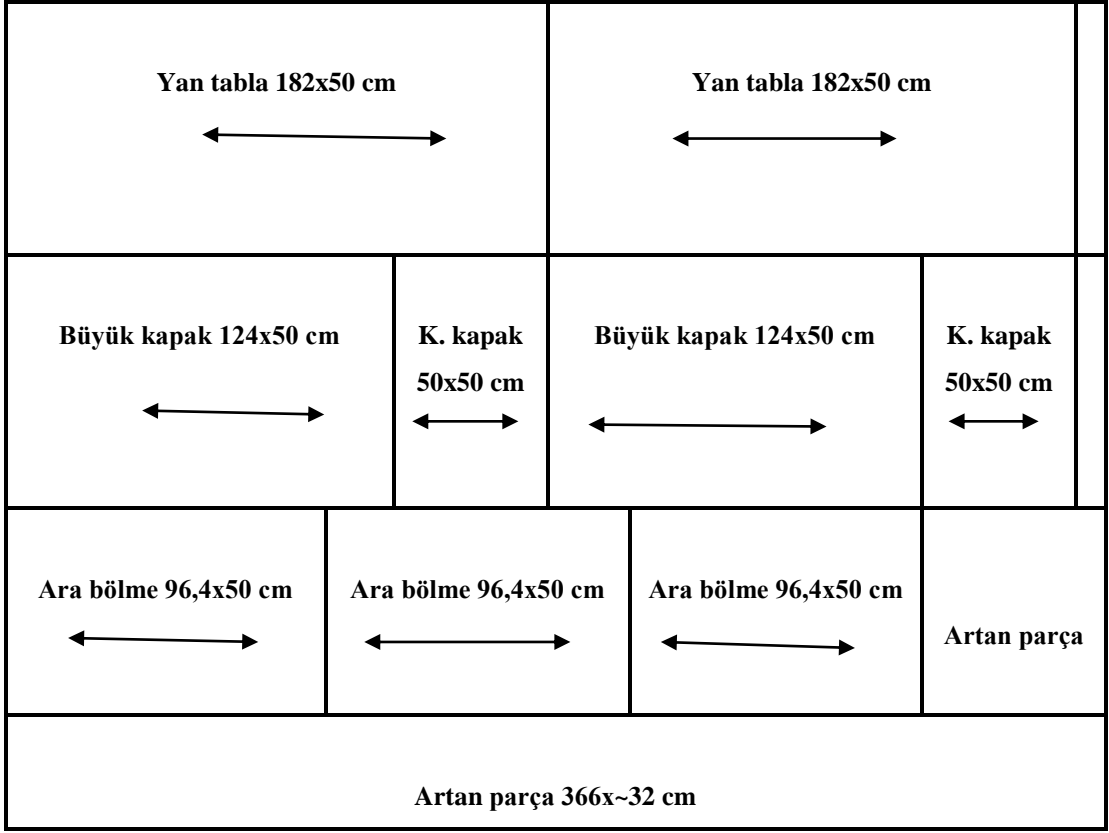 Yan tabla 182x50 cm
Yan tabla 182x50 cm
Büyük kapak 124x50 cm
K. kapak
50x50 cm
Büyük kapak 124x50 cm
K. kapak
50x50 cm
Ara bölme 96,4x50 cm
Ara bölme 96,4x50 cm
Ara bölme 96,4x50 cm
Artan parça
Artan parça 366x~32 cm